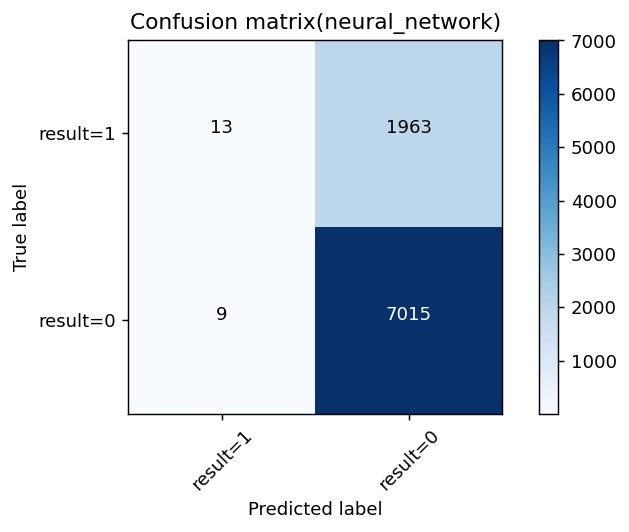 Confusion matrix(neural_network)
True label
result=1
result=0
13
1963
9
7015
result=1
result=0
Predicted label
7000
6000
5000
4000
3000
2000
1000